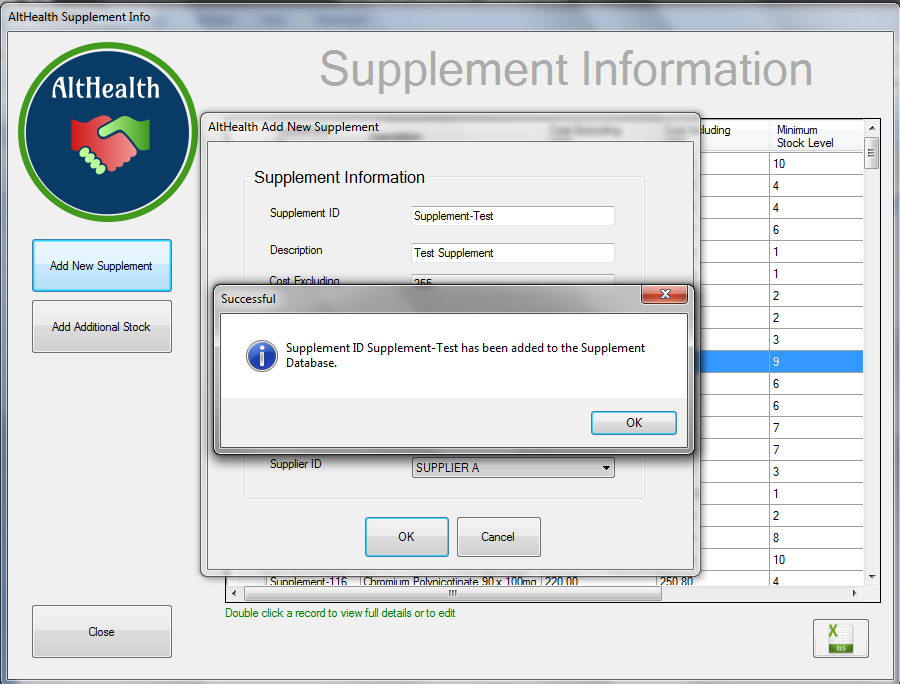 AltHealth Supplement Info
AltHealth
Supplement Information
Add New Supplement
Add Additional Stock
Close
AltHealth Add New Supplement
Supplement Information
Supplement ID
Supplement-Test
Description
Test Supplement
Cost Excluding
255
Successful
Supplement ID Supplement-Test has been added to the Supplement
Database.
OK
Supplier ID
SUPPLIER A
OK
Cancel
Minimum
Stock Level
10
4
4
6
1
1
2
2
3
9
6
6
7
7
3
1
2
8
10
Supplement-116 Chromium Polynicotinate 90 x 100mg 220.00 250.80 4
Double click a record to view full details or to edit
XLS